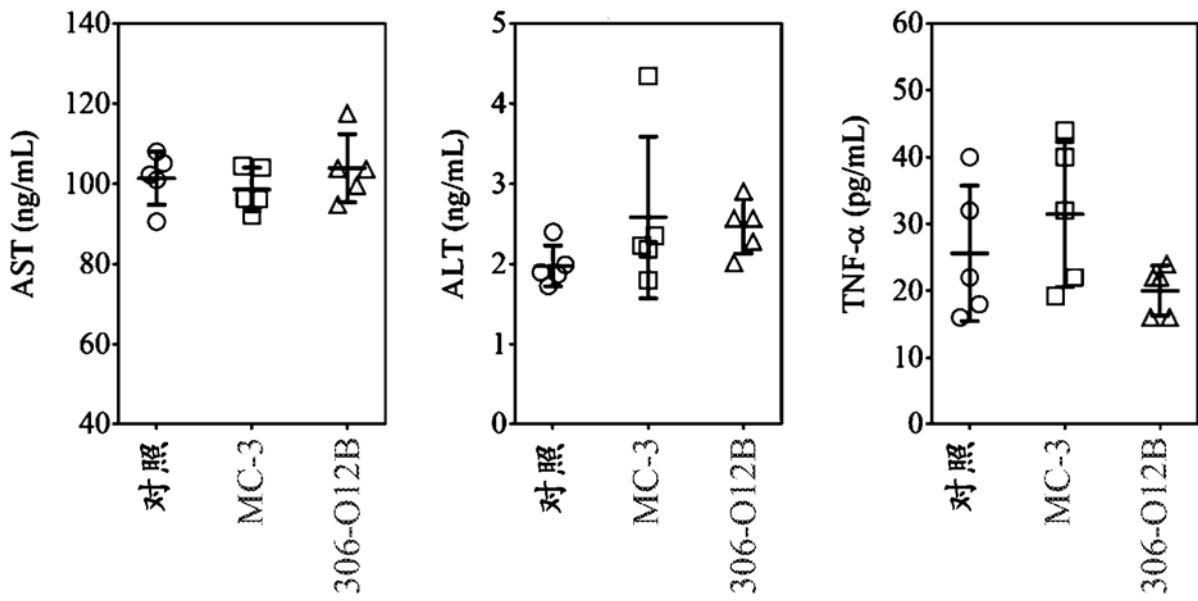 AST (ng/mL)
140
120
100
80
60
40
对照
MC-3
306-O12B
ALT (ng/mL)
5
4
3
2
1
0
对照
MC-3
306-O12B
TNF-α (pg/mL)
60
50
40
30
20
10
0
对照
MC-3
306-O12B